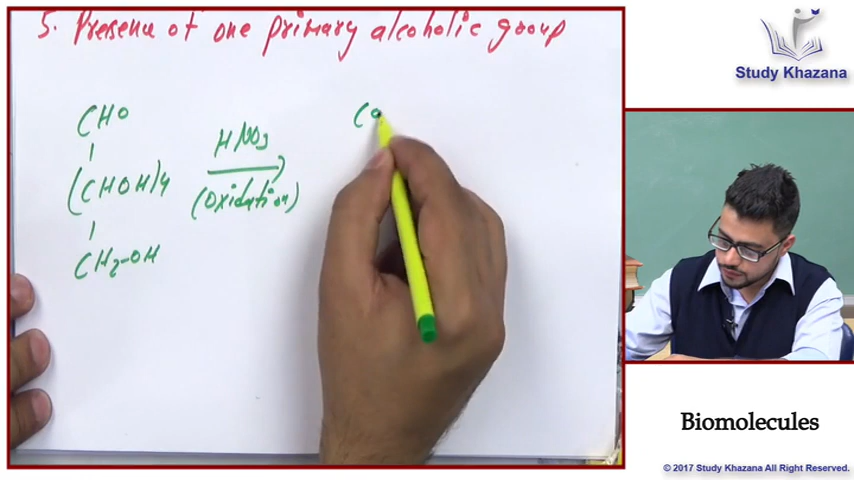 5. Presence of one primary alcoholic group
CHO
(CHOH)4
CH2-OH
HNO3
(Oxidation)
CO
Study Khazana
Biomolecules
© 2017 Study Khazana All Right Reserved.